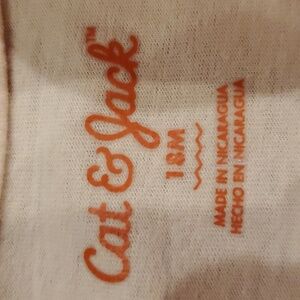 Cat & Jack™
18M
MADE IN NICARAGUA
HECHO EN NICARAGUA